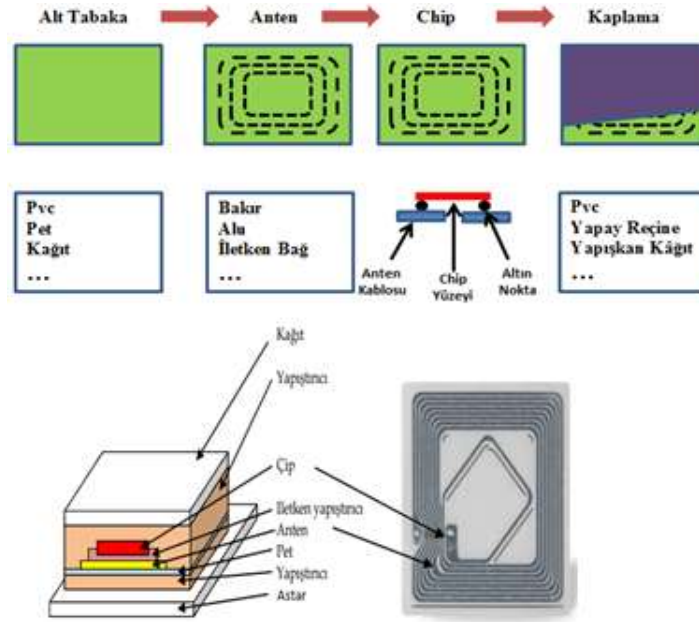 Alt Tabaka
Anten
Chip
Kaplama
Pvc
Pet
Kağıt
...
Bakır
Alu
İletken Bağ
...
Anten
Kablosu
Chip
Yüzeyi
Altın
Nokta
Pvc
Yapay Reçine
Yapışkan Kâğıt
...
Kağıt
Yapıştırıcı
Çip
İletken yapıştırıcı
Anten
Pet
Yapıştırıcı
Astar